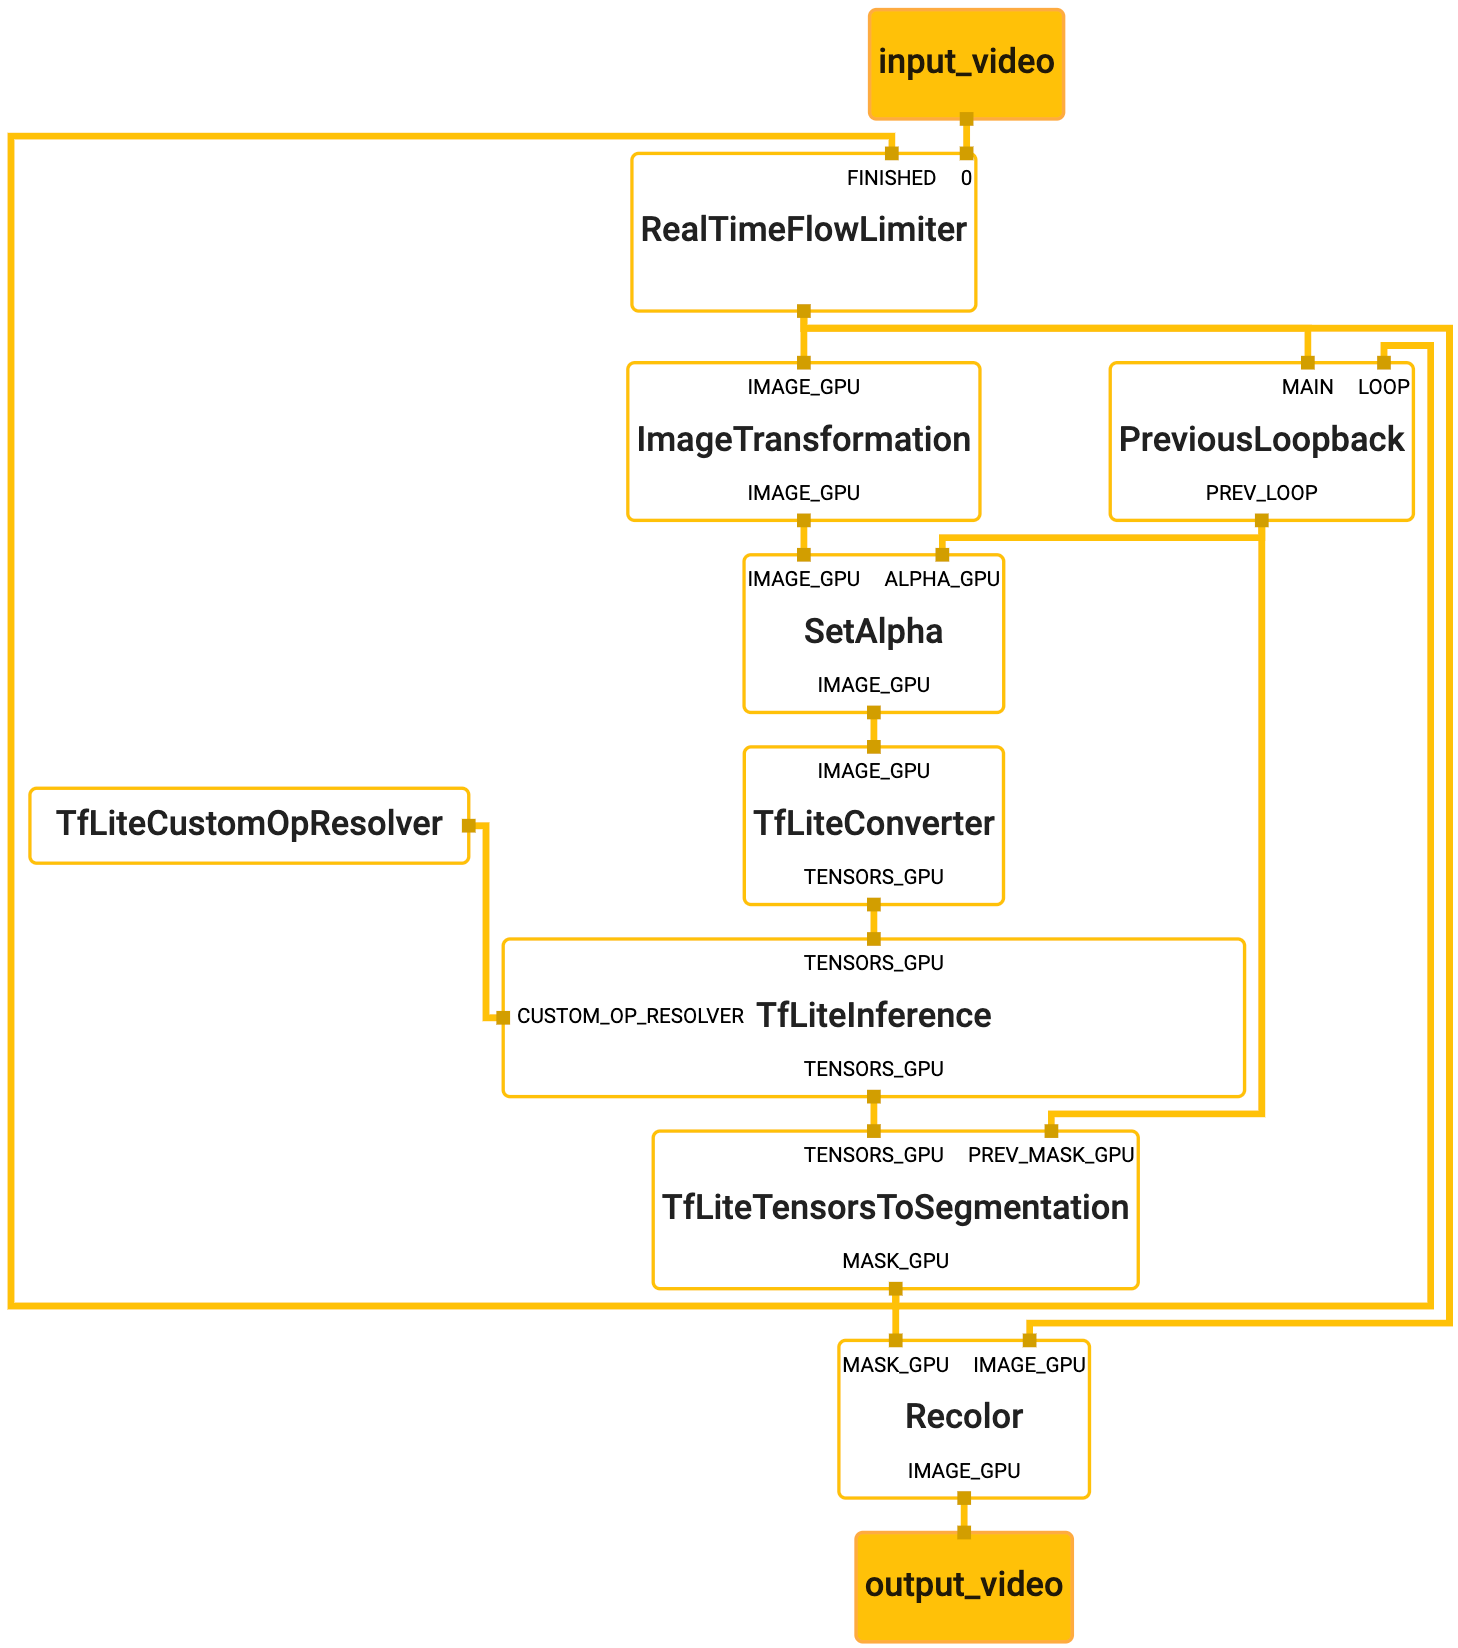 input_video
FINISHED 0
RealTimeFlowLimiter
IMAGE_GPU
ImageTransformation
IMAGE_GPU
MAIN LOOP
PreviousLoopback
PREV_LOOP
IMAGE_GPU ALPHA_GPU
SetAlpha
IMAGE_GPU
IMAGE_GPU
TfLiteConverter
TENSORS_GPU
TfLiteCustomOpResolver
TENSORS_GPU
CUSTOM_OP_RESOLVER TfLiteInference
TENSORS_GPU
TENSORS_GPU PREV_MASK_GPU
TfLiteTensorsToSegmentation
MASK_GPU
MASK_GPU IMAGE_GPU
Recolor
IMAGE_GPU
output_video